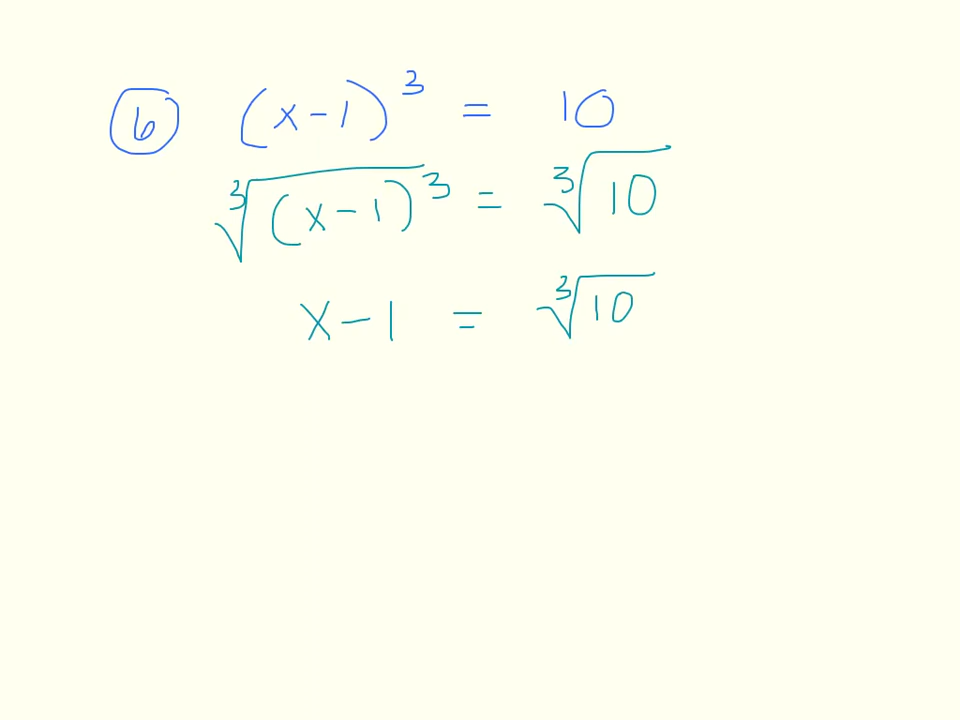 ⑥ (x-1)³ = 10
∛(x-1)³ = ∛10
x-1 = ∛10